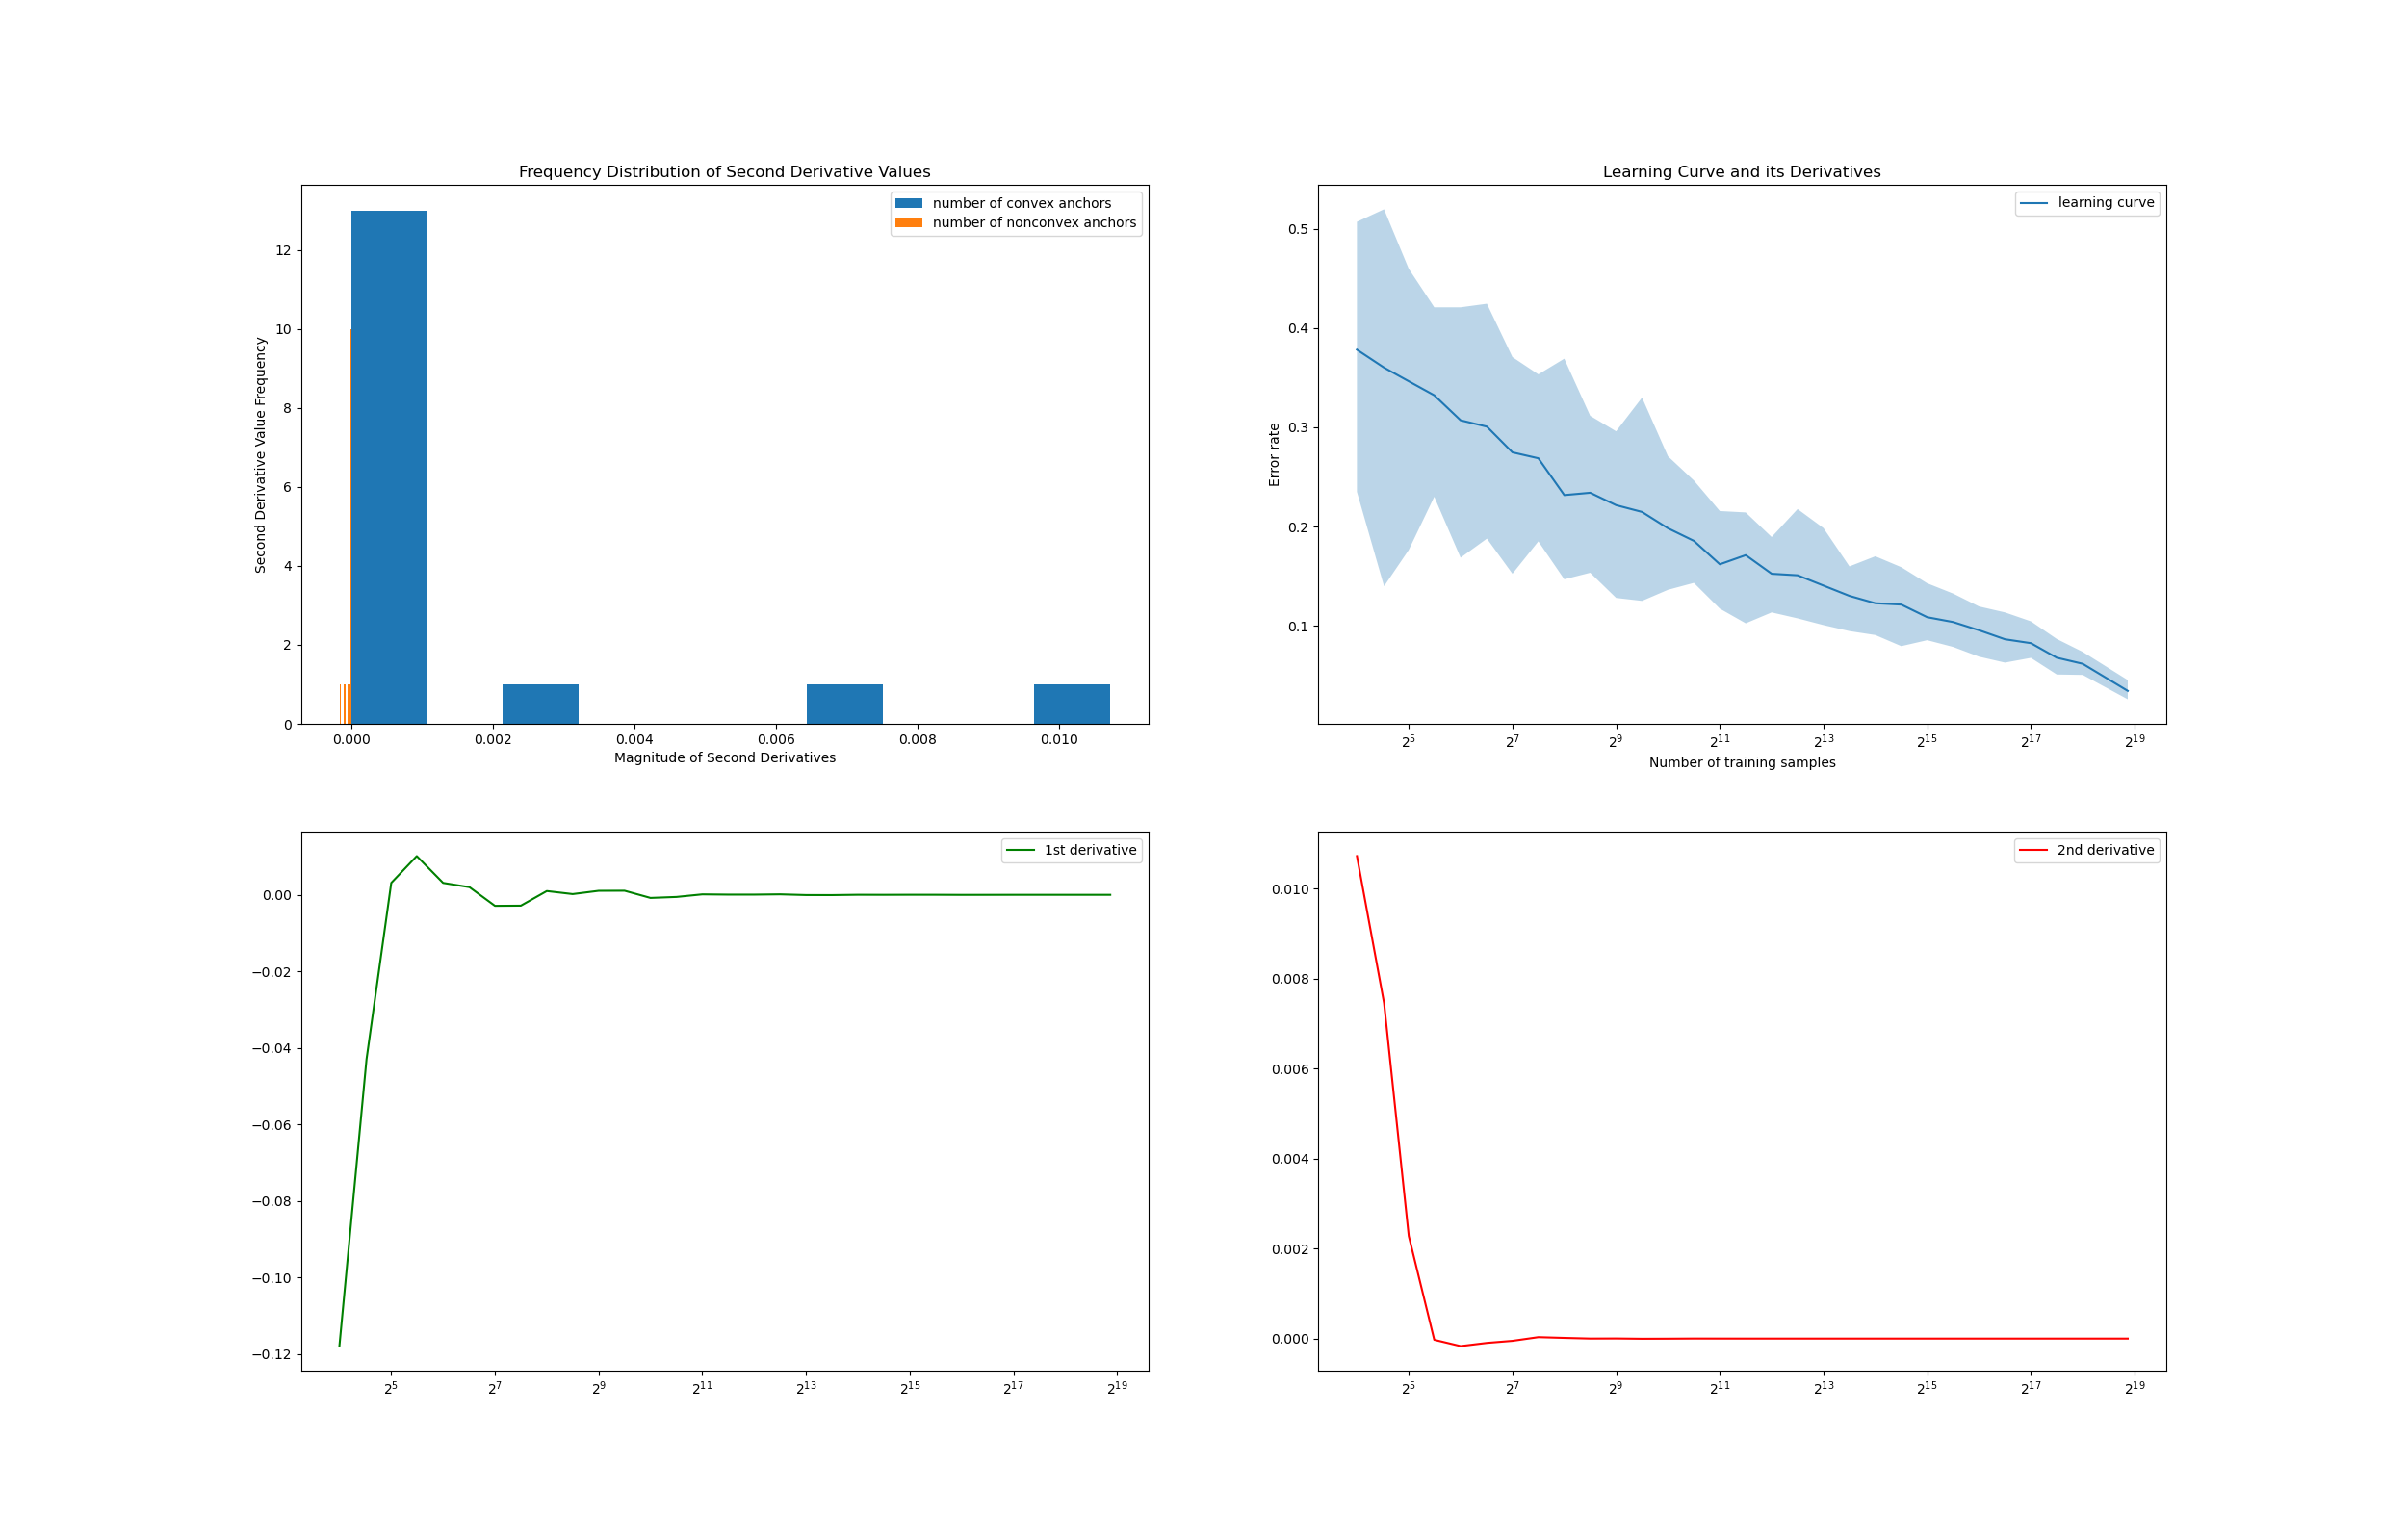 Frequency Distribution of Second Derivative Values
number of convex anchors
number of nonconvex anchors
12
10
8
6
4
2
0
Second Derivative Value Frequency
0.000 0.002 0.004 0.006 0.008 0.010
Magnitude of Second Derivatives
Learning Curve and its Derivatives
learning curve
0.5
0.4
0.3
0.2
0.1
Error rate
2^5 2^7 2^9 2^11 2^13 2^15 2^17 2^19
Number of training samples
1st derivative
0.00
−0.02
−0.04
−0.06
−0.08
−0.10
−0.12
2^5 2^7 2^9 2^11 2^13 2^15 2^17 2^19
2nd derivative
0.010
0.008
0.006
0.004
0.002
0.000
2^5 2^7 2^9 2^11 2^13 2^15 2^17 2^19